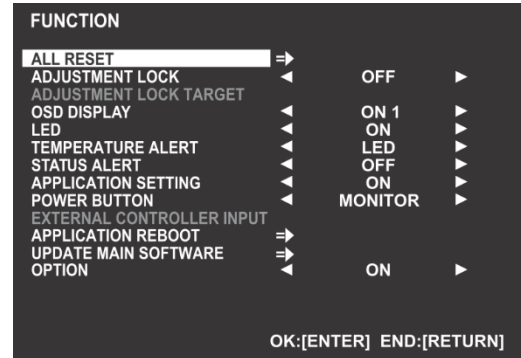 FUNCTION
ALL RESET
ADJUSTMENT LOCK OFF
ADJUSTMENT LOCK TARGET
OSD DISPLAY ON 1
LED ON
TEMPERATURE ALERT LED
STATUS ALERT OFF
APPLICATION SETTING ON
POWER BUTTON MONITOR
EXTERNAL CONTROLLER INPUT
APPLICATION REBOOT
UPDATE MAIN SOFTWARE
OPTION ON
OK:[ENTER] END:[RETURN]